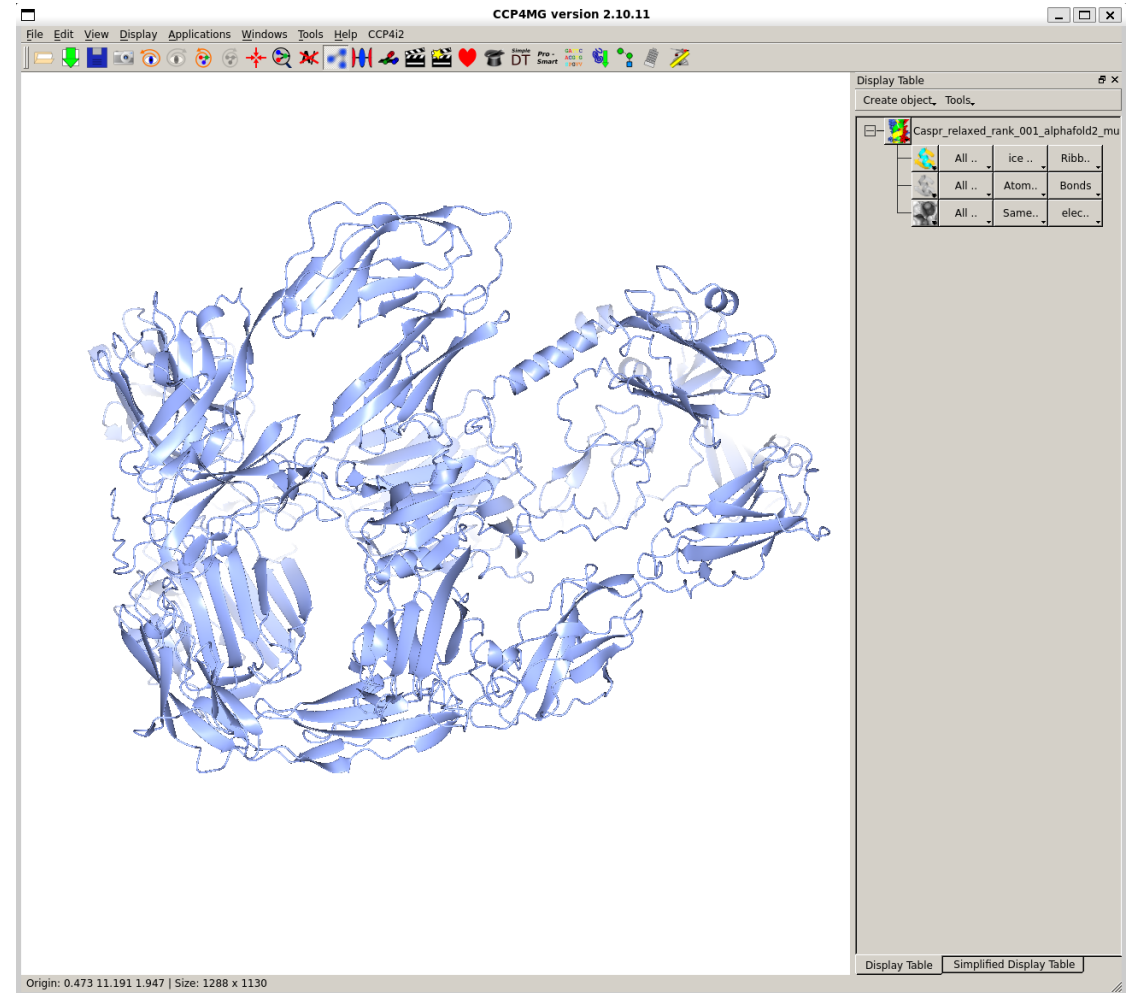 CCP4MG version 2.10.11
File Edit View Display Applications Windows Tools Help CCP4i2
Simple DT Pro-Smart
Display Table
Create object Tools
Caspr_relaxed_rank_001_alphafold2_mu
All .. ice .. Ribb..
All .. Atom.. Bonds
All .. Same.. elec..
Display Table Simplified Display Table
Origin: 0.473 11.191 1.947 | Size: 1288 x 1130